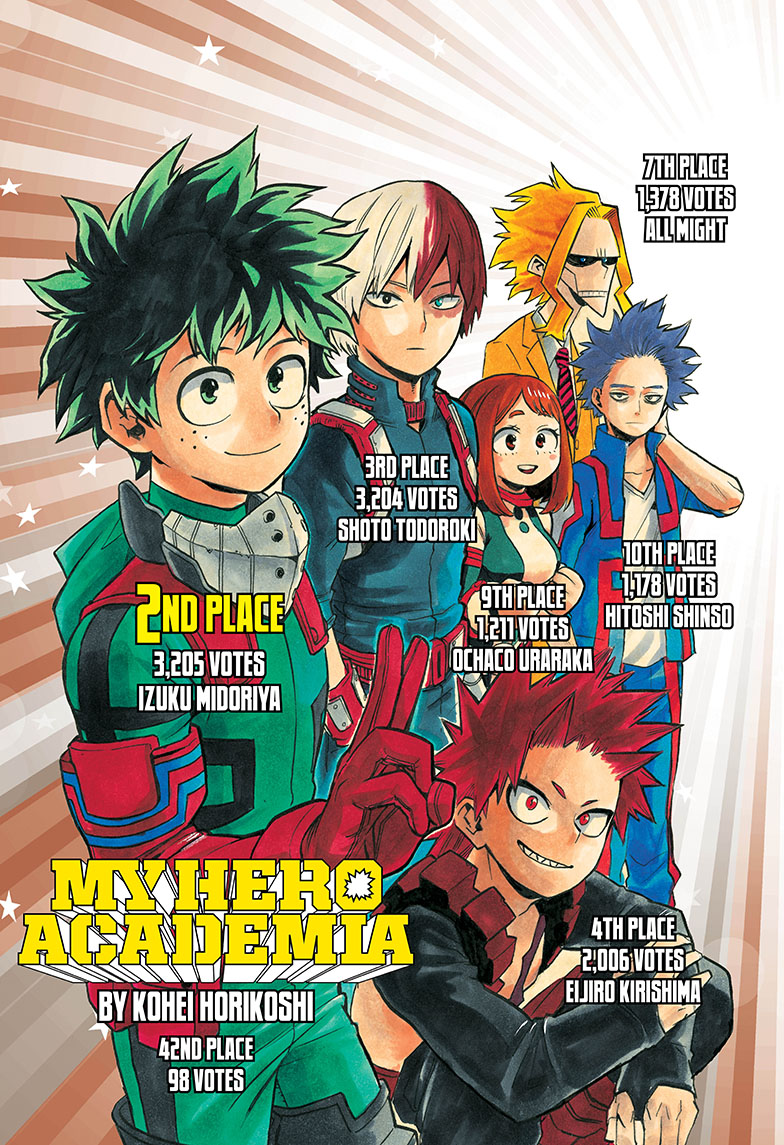 7TH PLACE
1,378 VOTES
ALL MIGHT
3RD PLACE
3,204 VOTES
SHOTO TODOROKI
10TH PLACE
1,178 VOTES
HITOSHI SHINSO
9TH PLACE
1,211 VOTES
OCHACO URARAKA
2ND PLACE
3,205 VOTES
IZUKU MIDORIYA
MY HERO
ACADEMIA
BY KOHEI HORIKOSHI
42ND PLACE
98 VOTES
4TH PLACE
2,006 VOTES
EIJIRO KIRISHIMA